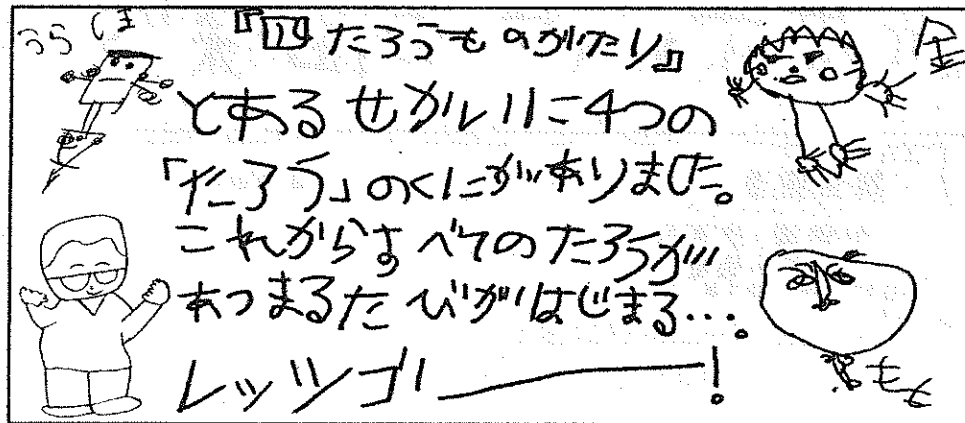 うらしま
『四たろうものがたり』
金
とあるせかいに4つの
「たろう」のくにがありました。
これからすべてのたろうが
あつまるたびがはじまる…。
レッツゴー!
もも